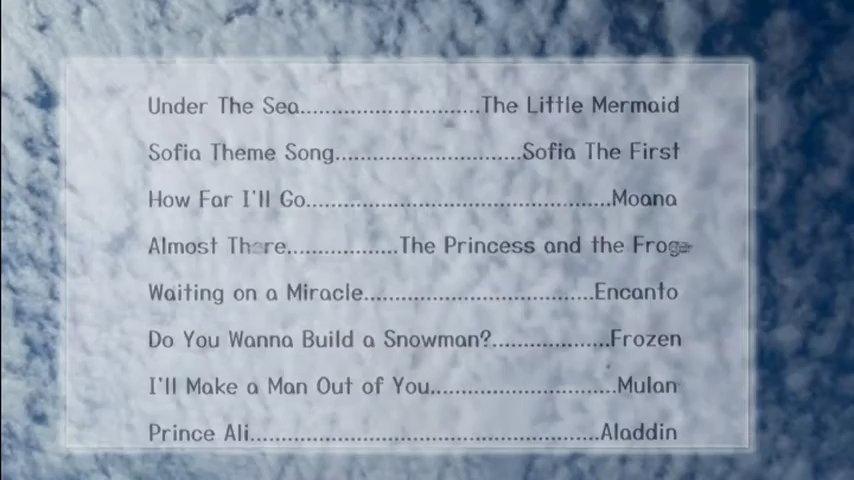 Under The Sea..............................The Little Mermaid
Sofia Theme Song...............................Sofia The First
How Far I'll Go...................................................Moana
Almost There..................The Princess and the Frog
Waiting on a Miracle......................................Encanto
Do You Wanna Build a Snowman?...................Frozen
I'll Make a Man Out of You...............................Mulan
Prince Ali..........................................................Aladdin